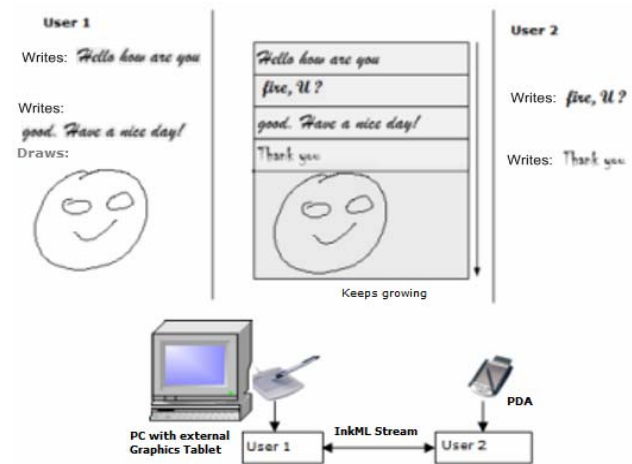 User 1
Writes: Hello how are you
Writes:
good. Have a nice day!
Draws:
Hello how are you
fire, U ?
good. Have a nice day!
Thank you
Keeps growing
User 2
Writes: fire, U ?
Writes: Thank you
PC with external
Graphics Tablet
User 1
InkML Stream
User 2
PDA